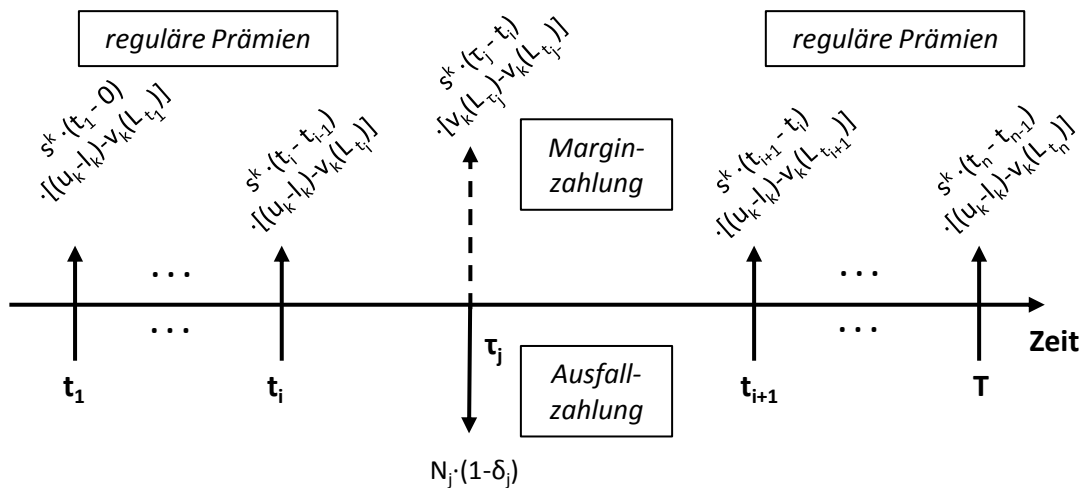 reguläre Prämien
reguläre Prämien
s^k ·(t_1 - 0)
·[(u_k-l_k)-v_k(L_{t_1})]
s^k ·(t_i - t_{i-1})
·[(u_k-l_k)-v_k(L_{t_i})]
s^k ·(τ_j - t_i)
·[v_k(L_{τ_j})-v_k(L_{τ_j-})]
Margin-
zahlung
s^k ·(t_{i+1} - t_i)
·[(u_k-l_k)-v_k(L_{t_{i+1}})]
s^k ·(t_n - t_{n-1})
·[(u_k-l_k)-v_k(L_{t_n})]
. . .
. . .
. . .
. . .
Zeit
t_1
t_i
τ_j
Ausfall-
zahlung
t_{i+1}
T
N_j·(1-δ_j)